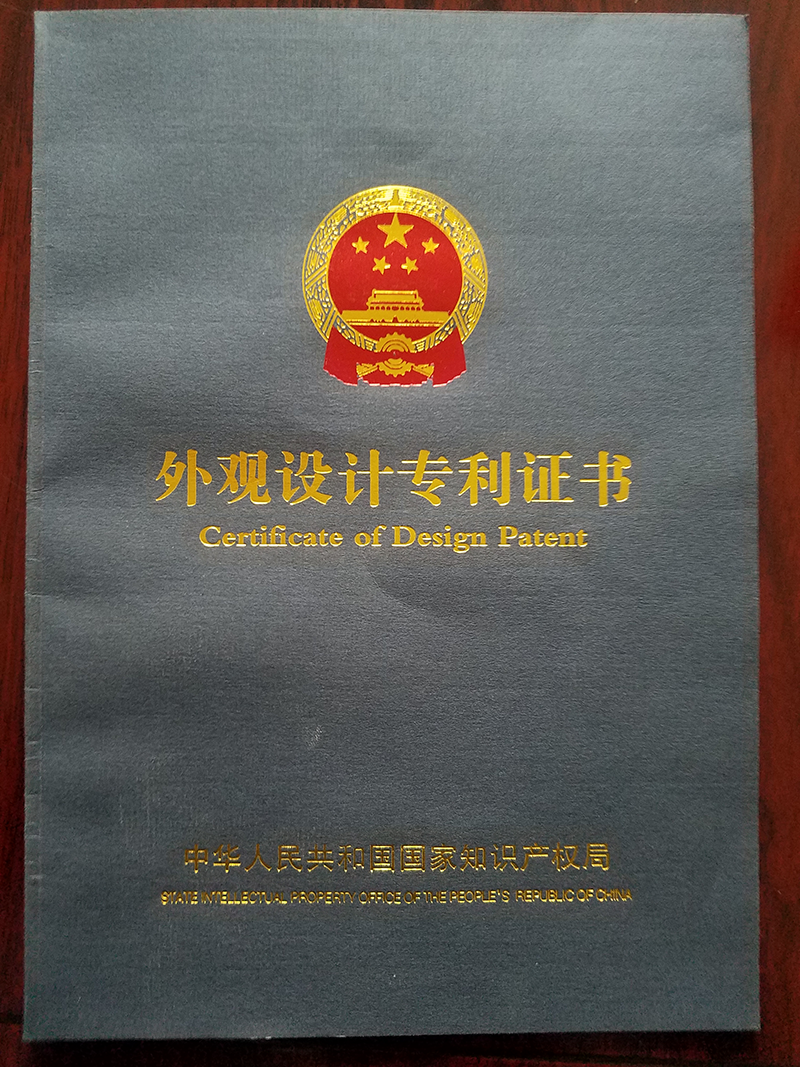 外观设计专利证书
Certificate of Design Patent
中华人民共和国国家知识产权局
STATE INTELLECTUAL PROPERTY OFFICE OF THE PEOPLE'S REPUBLIC OF CHINA